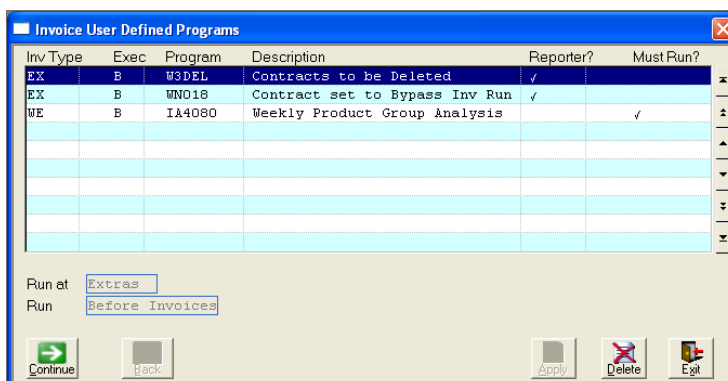 Invoice User Defined Programs
Inv Type Exec Program Description Reporter? Must Run?
EX B W3DEL Contracts to be Deleted √
EX B WN018 Contract set to Bypass Inv Run √
WE B IA4080 Weekly Product Group Analysis √
Run at Extras
Run Before Invoices
Continue Back Apply Delete Exit